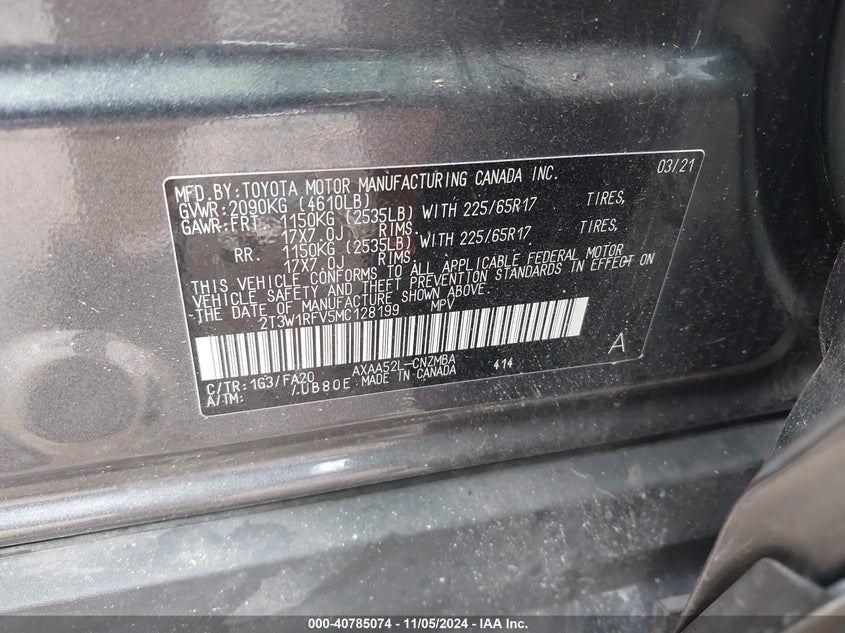 MFD.BY:TOYOTA MOTOR MANUFACTURING CANADA INC. 03/21
GVWR:2090KG (4610LB)
GAWR:FRT. 1150KG (2535LB) WITH 225/65R17 TIRES,
17X7.0J RIMS.
RR. 1150KG (2535LB) WITH 225/65R17 TIRES,
17X7.0J RIMS.
THIS VEHICLE CONFORMS TO ALL APPLICABLE FEDERAL MOTOR
VEHICLE SAFETY AND THEFT PREVENTION STANDARDS IN EFFECT ON
THE DATE OF MANUFACTURE SHOWN ABOVE.
2T3W1RFV5MC128199 MPV
A
C/TR:1G3/FA20 AXAA52L-CNZMBA 414
A/TM: /UB80E MADE IN CANADA
000-40785074 - 11/05/2024 - IAA Inc.